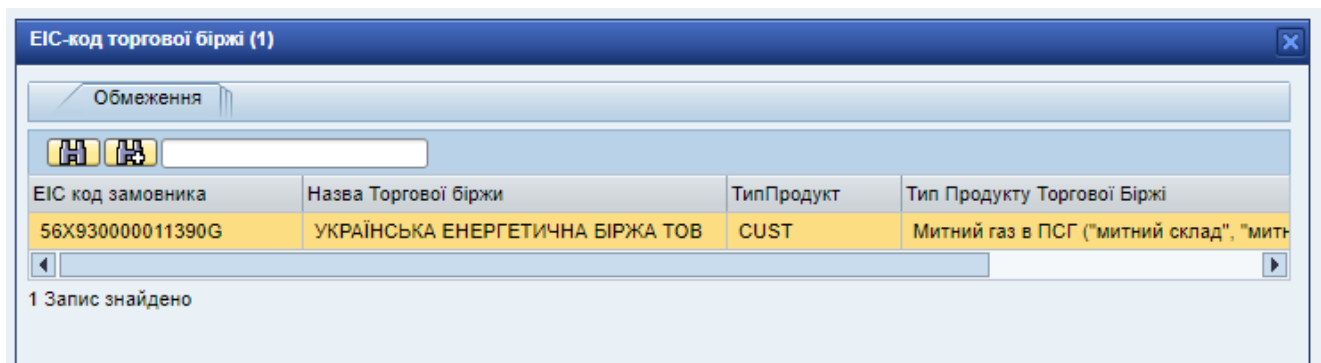 EIC-код торгової біржі (1)
Обмеження
EIC код замовника Назва Торгової біржи ТипПродукт Тип Продукту Торгової Біржі
56X930000011390G УКРАЇНСЬКА ЕНЕРГЕТИЧНА БІРЖА ТОВ CUST Митний газ в ПСГ ("митний склад", "митн
1 Запис знайдено